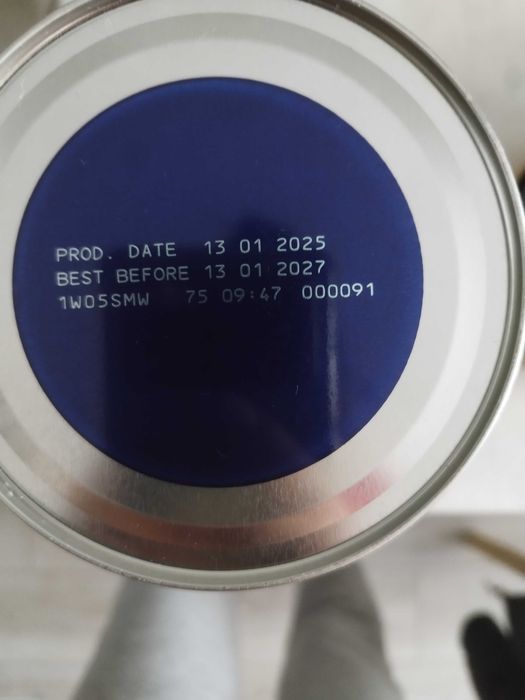 PROD. DATE 13 01 2025
BEST BEFORE 13 01 2027
1W05SMW 75 09:47 000091